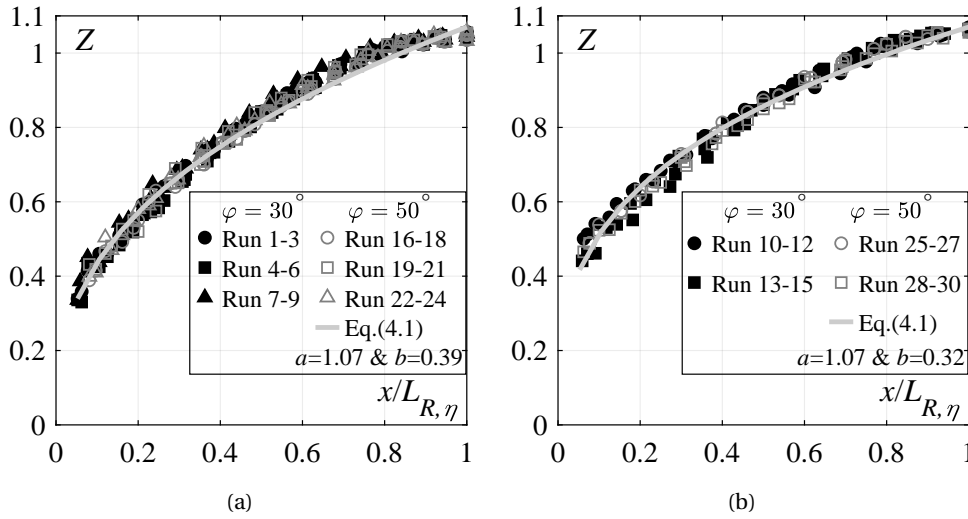 1.1
Z
1
0.8
0.6
0.4
0.2
0
φ = 30° φ = 50°
Run 1-3 Run 16-18
Run 4-6 Run 19-21
Run 7-9 Run 22-24
Eq.(4.1)
a=1.07 & b=0.39
x/L_{R, η}
0 0.2 0.4 0.6 0.8 1
(a)
1.1
Z
1
0.8
0.6
0.4
0.2
0
φ = 30° φ = 50°
Run 10-12 Run 25-27
Run 13-15 Run 28-30
Eq.(4.1)
a=1.07 & b=0.32
x/L_{R, η}
0 0.2 0.4 0.6 0.8 1
(b)